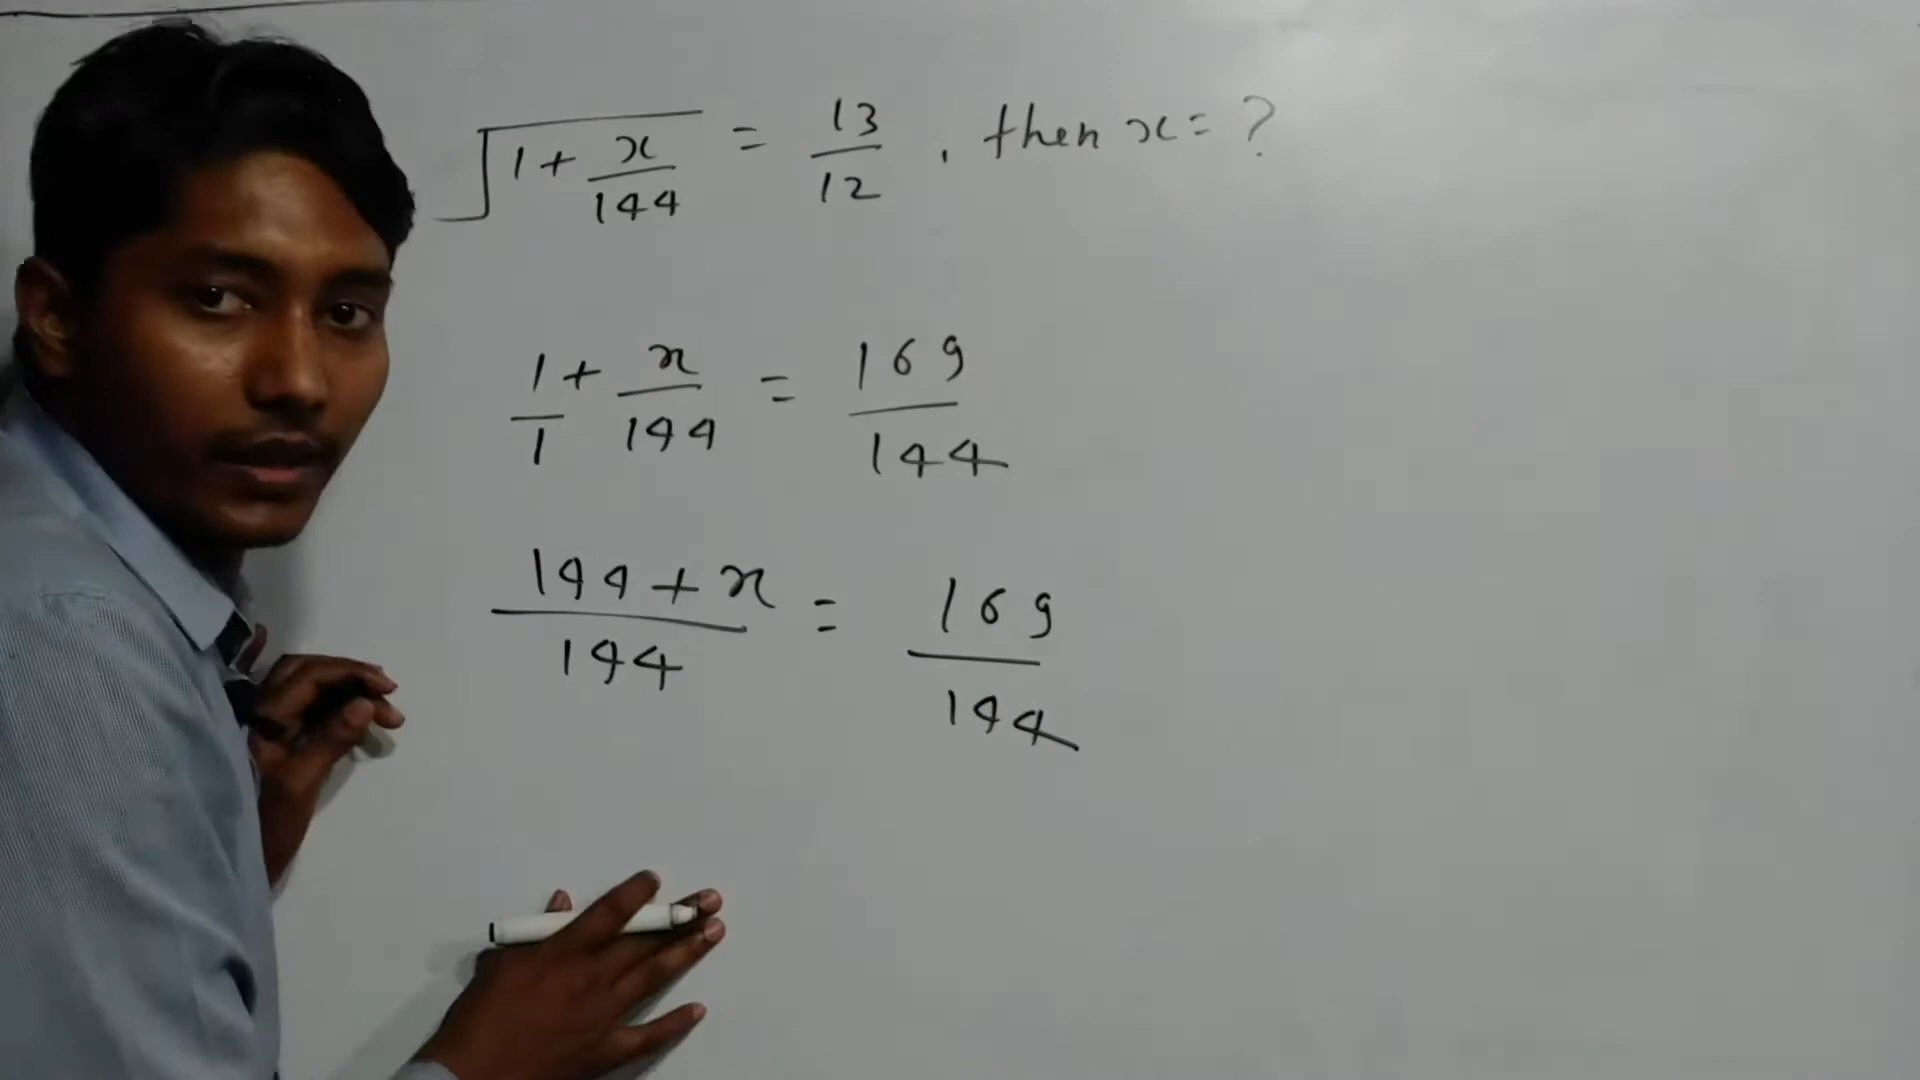 √(1 + x/144) = 13/12 , then x = ?
1/1 + x/144 = 169/144
(144 + x)/144 = 169/144